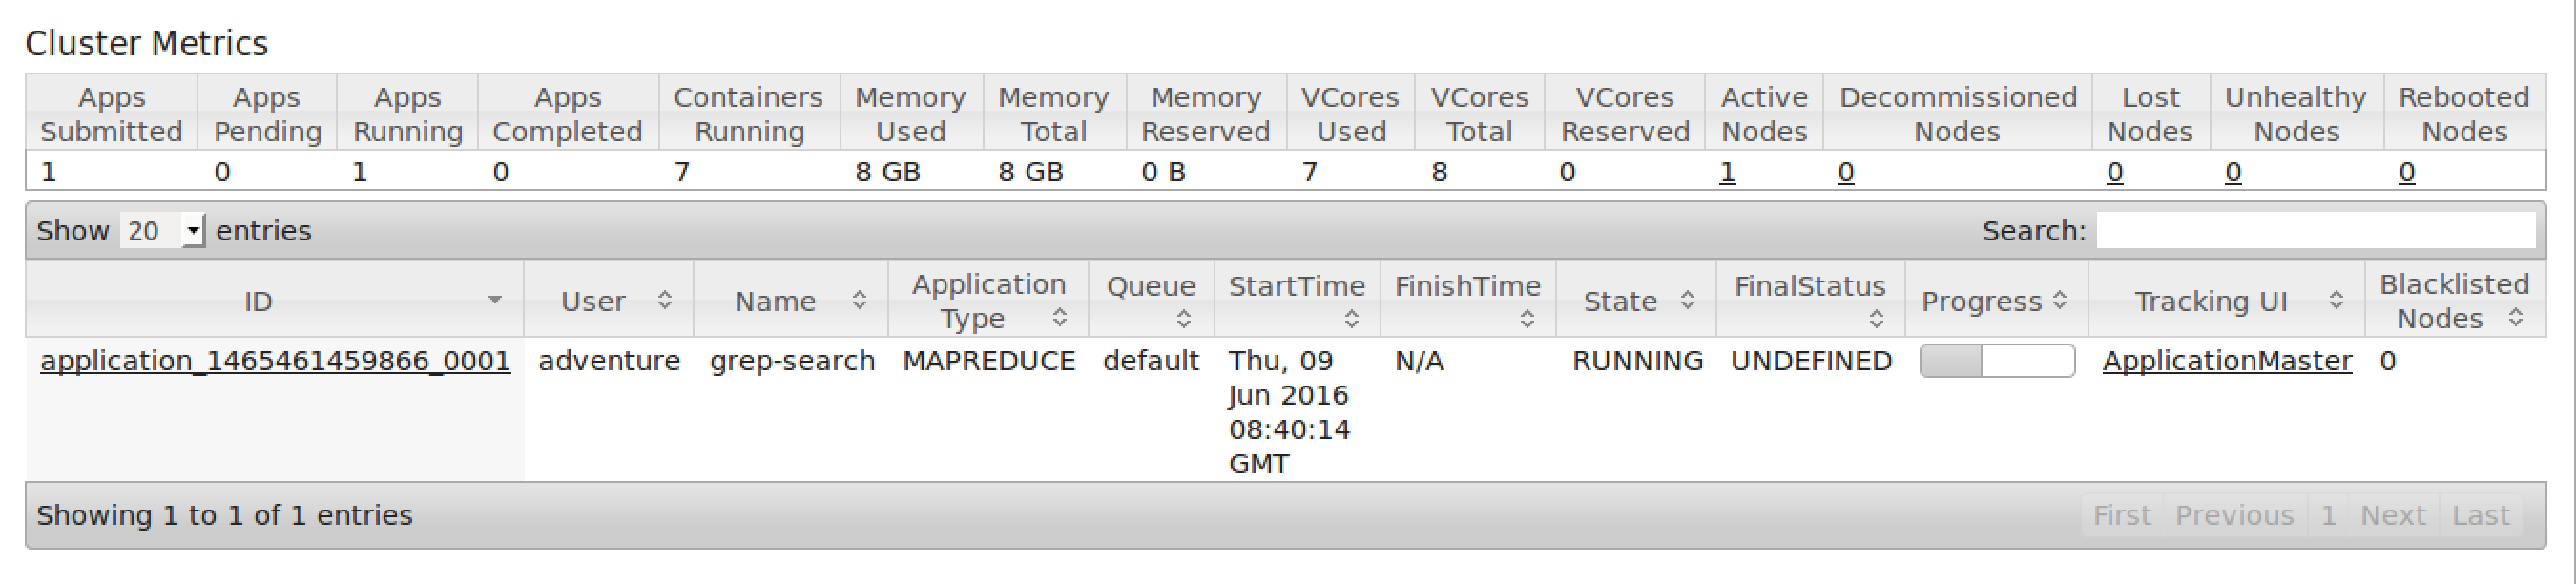 Cluster Metrics
Apps Submitted Apps Pending Apps Running Apps Completed Containers Running Memory Used Memory Total Memory Reserved VCores Used VCores Total VCores Reserved Active Nodes Decommissioned Nodes Lost Nodes Unhealthy Nodes Rebooted Nodes
1 0 1 0 7 8 GB 8 GB 0 B 7 8 0 1 0 0 0 0
Show 20 entries Search:
ID User Name Application Type Queue StartTime FinishTime State FinalStatus Progress Tracking UI Blacklisted Nodes
application_1465461459866_0001 adventure grep-search MAPREDUCE default Thu, 09 N/A RUNNING UNDEFINED ApplicationMaster 0
Jun 2016
08:40:14
GMT
Showing 1 to 1 of 1 entries First Previous 1 Next Last